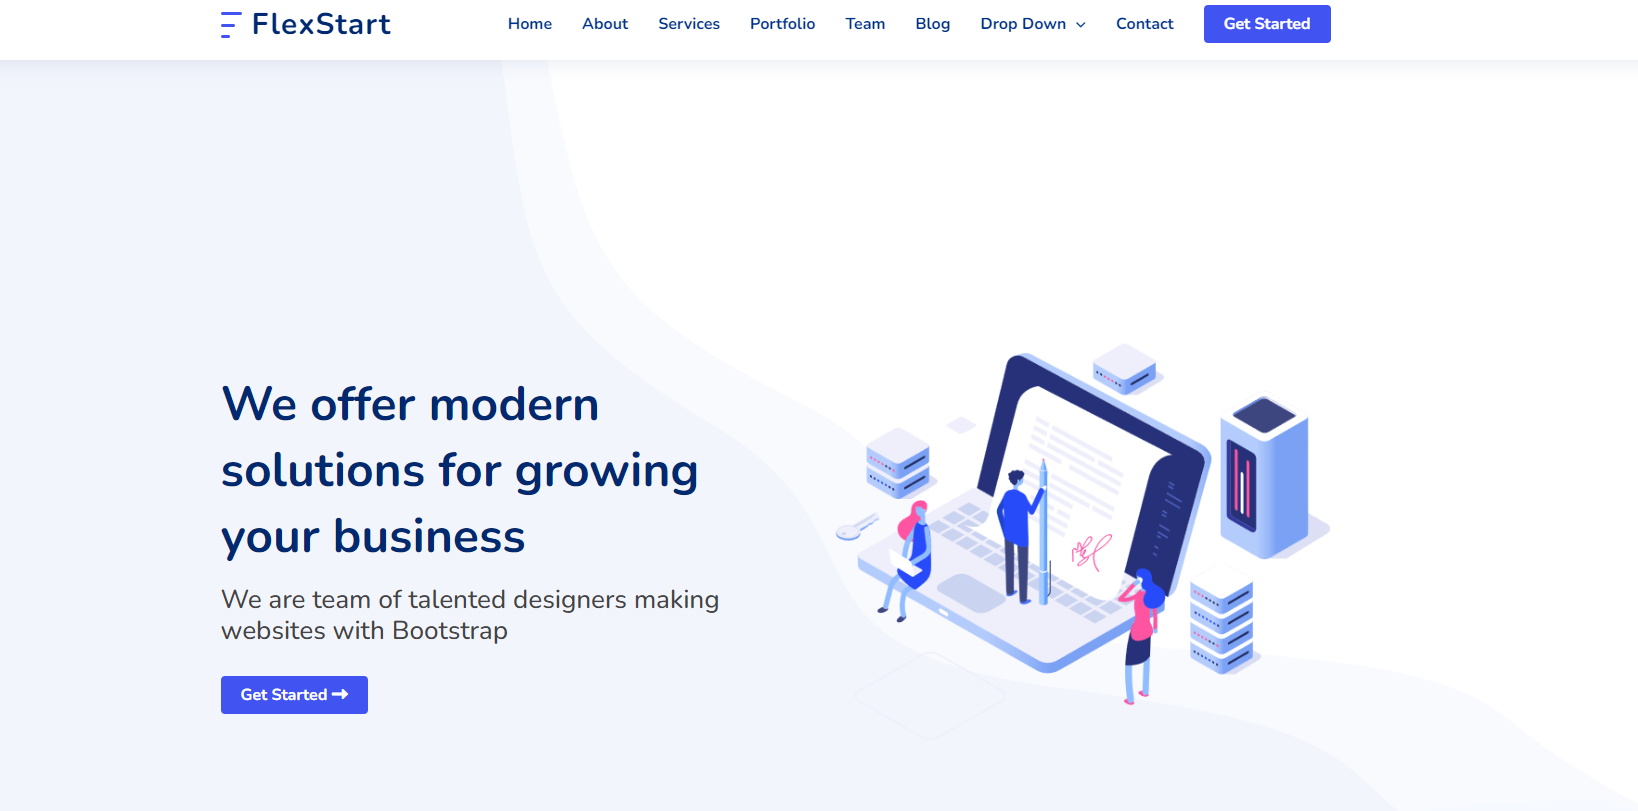 FlexStart
Home About Services Portfolio Team Blog Drop Down Contact Get Started
We offer modern
solutions for growing
your business
We are team of talented designers making
websites with Bootstrap
Get Started →